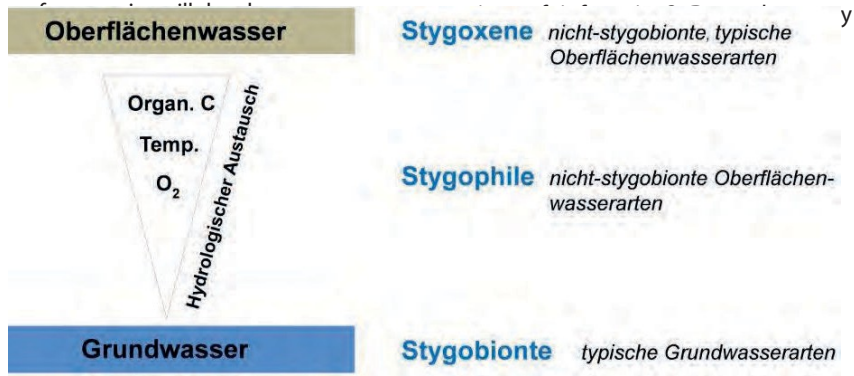 Oberflächenwasser
Stygoxene nicht-stygobionte, typische
Oberflächenwasserarten
y
Organ. C
Temp.
O₂
Hydrologischer Austausch
Stygophile nicht-stygobionte Oberflächen-
wasserarten
Grundwasser
Stygobionte typische Grundwasserarten